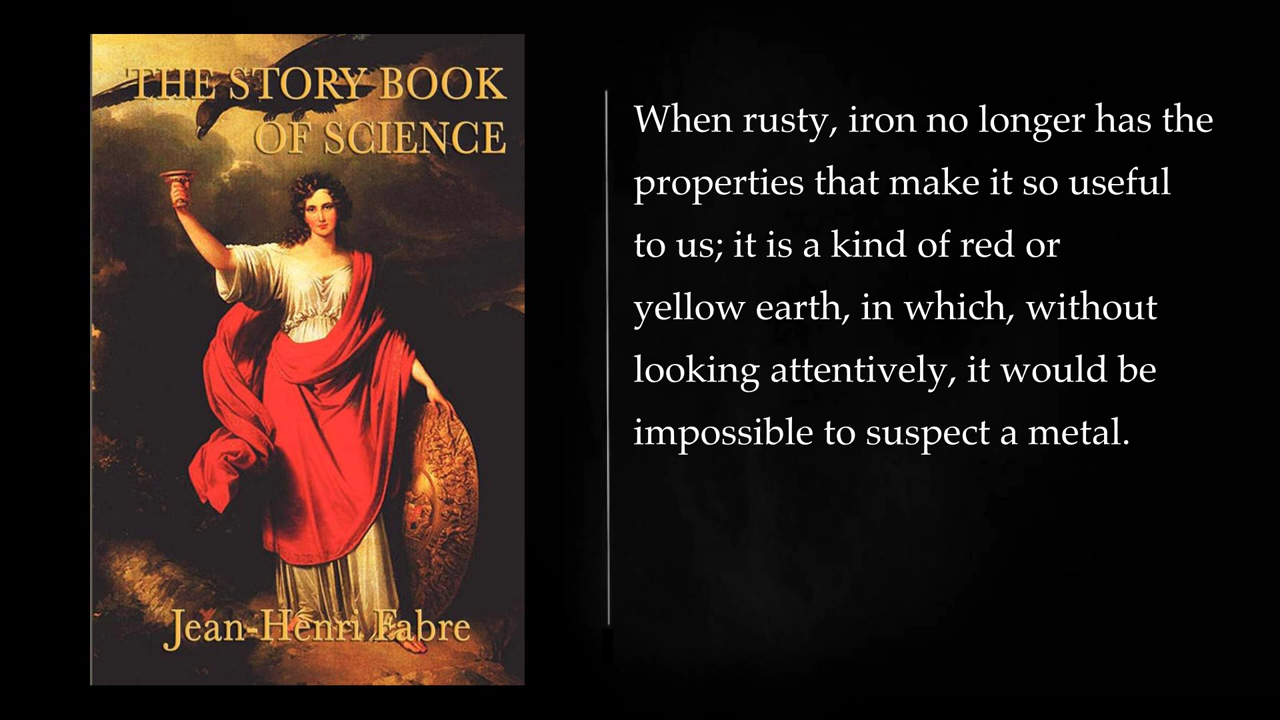 THE STORY BOOK
OF SCIENCE
Jean-Henri Fabre
When rusty, iron no longer has the
properties that make it so useful
to us; it is a kind of red or
yellow earth, in which, without
looking attentively, it would be
impossible to suspect a metal.